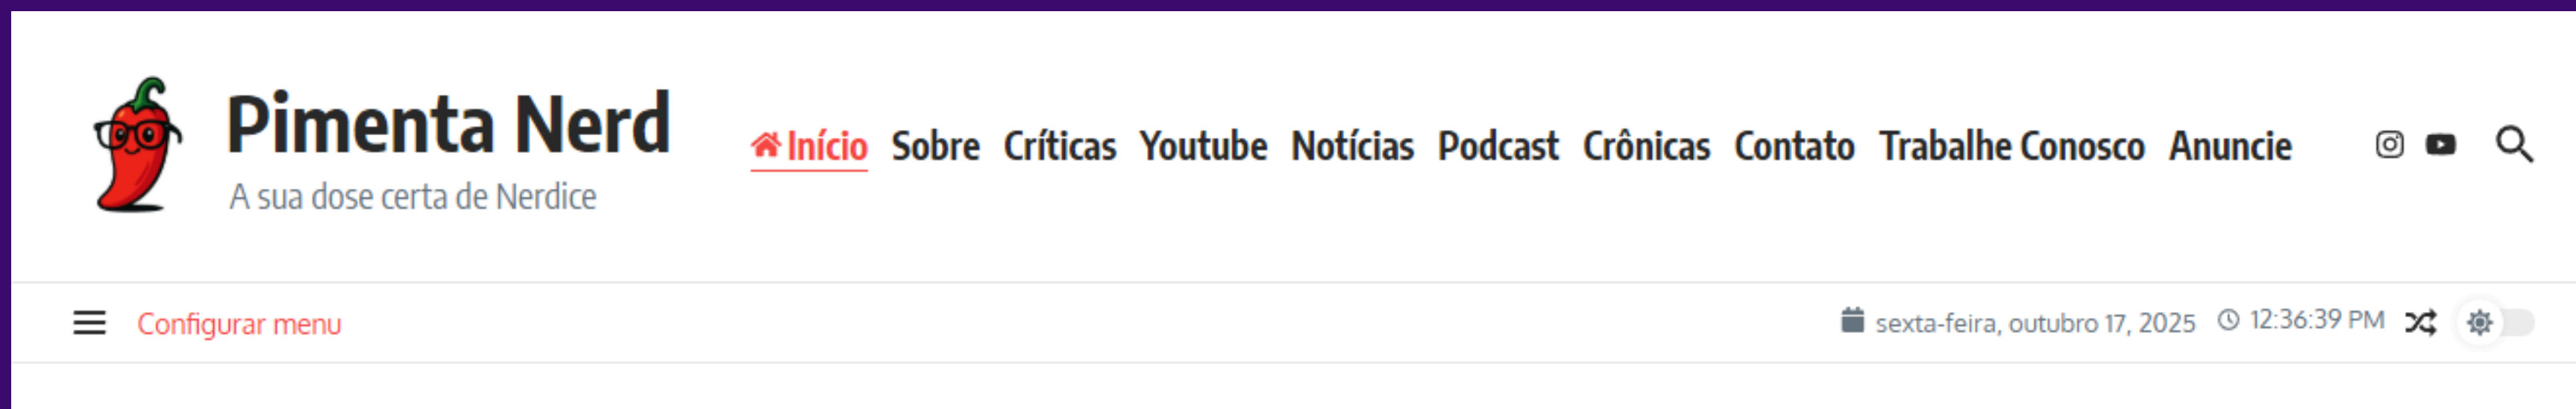 Pimenta Nerd
A sua dose certa de Nerdice
Início Sobre Críticas Youtube Notícias Podcast Crônicas Contato Trabalhe Conosco Anuncie
Configurar menu
sexta-feira, outubro 17, 2025 12:36:39 PM